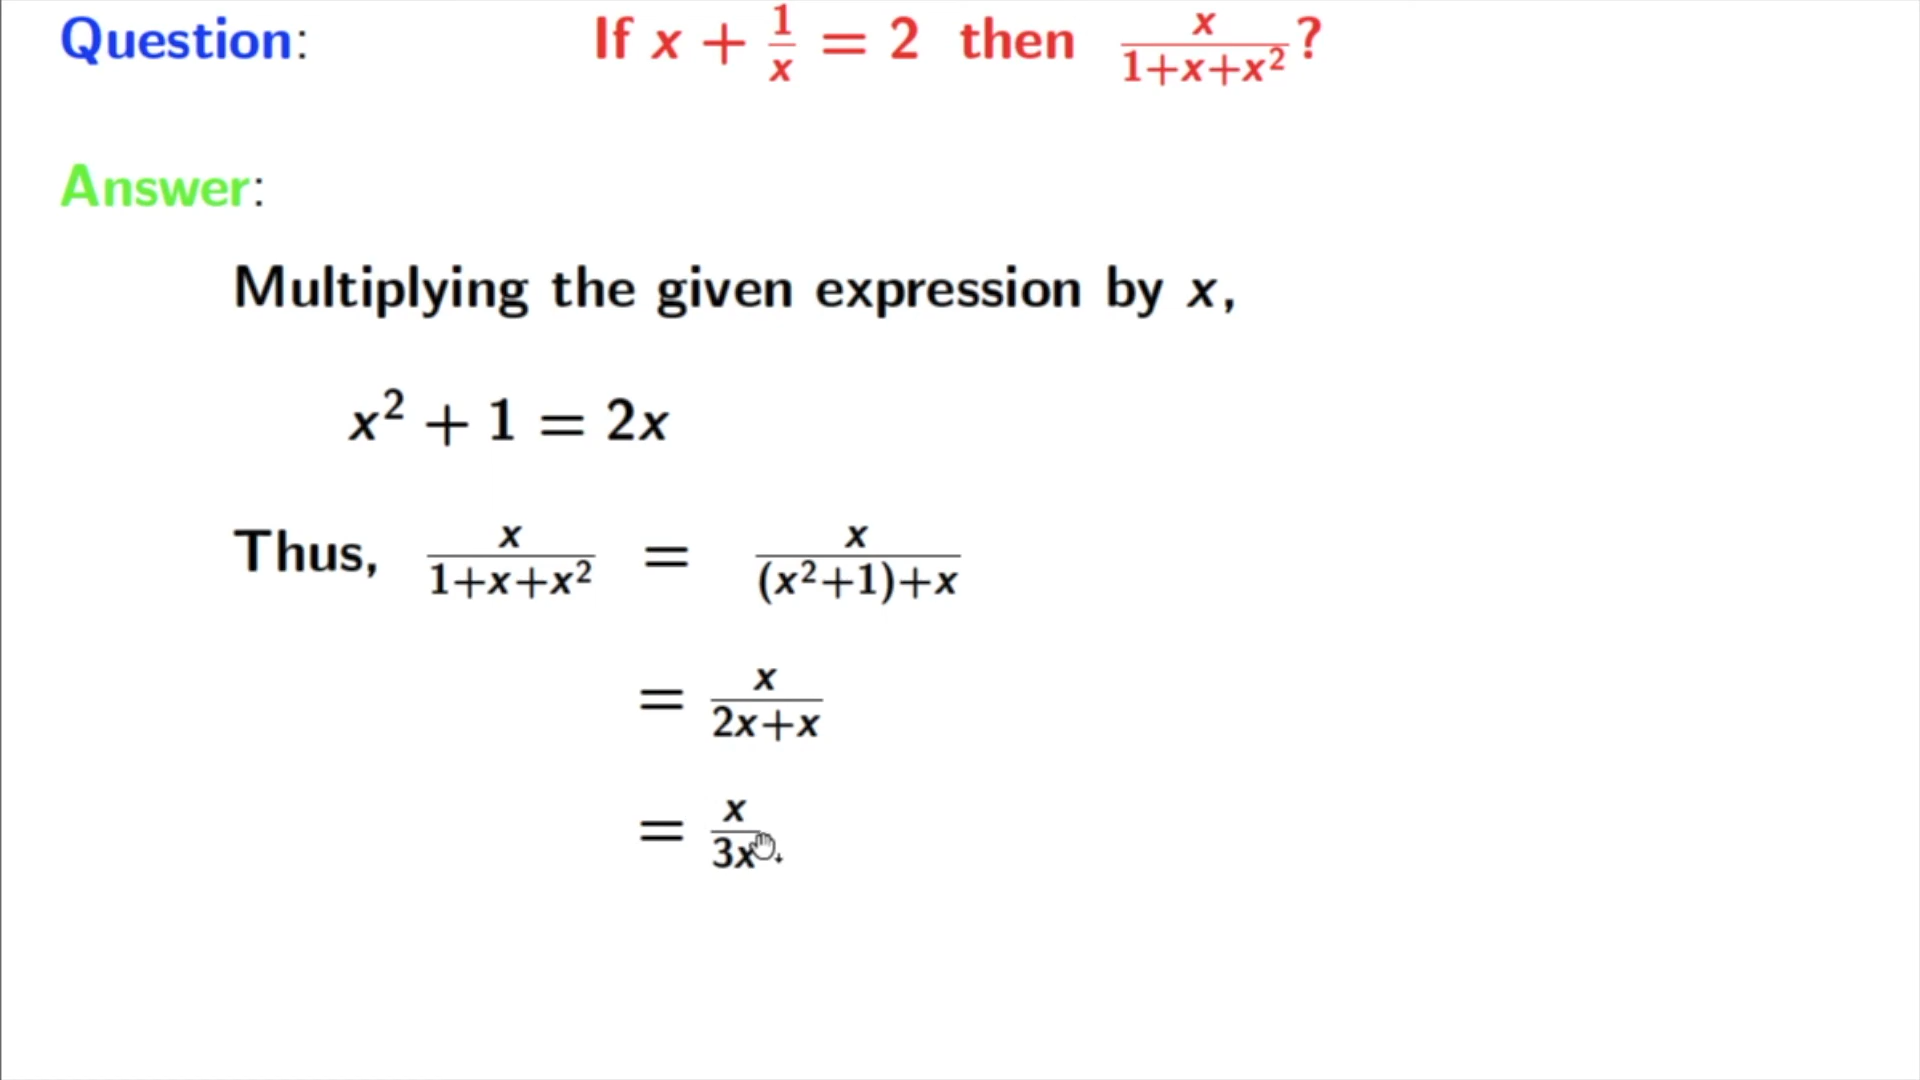 Question: If x + 1/x = 2 then x/(1+x+x²)?
Answer:
Multiplying the given expression by x,
x² + 1 = 2x
Thus, x/(1+x+x²) = x/((x²+1)+x)
= x/(2x+x)
= x/(3x).